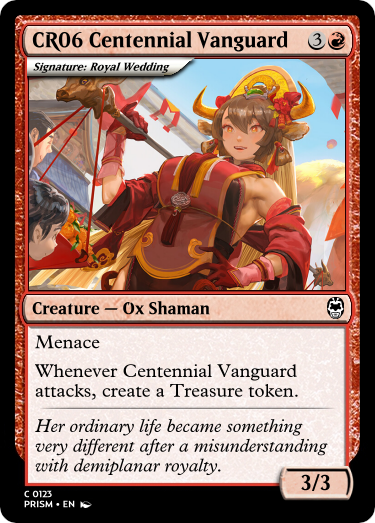 CR06 Centennial Vanguard 3
Signature: Royal Wedding
Creature — Ox Shaman
Menace
Whenever Centennial Vanguard
attacks, create a Treasure token.
Her ordinary life became something
very different after a misunderstanding
with demiplanar royalty.
3/3
C 0123
PRISM • EN